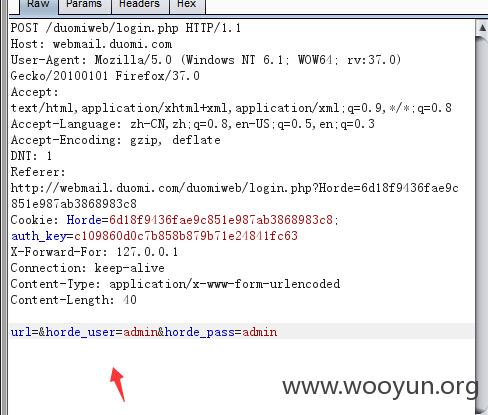 Raw Params Headers Hex
POST /duomiweb/login.php HTTP/1.1
Host: webmail.duomi.com
User-Agent: Mozilla/5.0 (Windows NT 6.1; WOW64; rv:37.0)
Gecko/20100101 Firefox/37.0
Accept:
text/html,application/xhtml+xml,application/xml;q=0.9,*/*;q=0.8
Accept-Language: zh-CN,zh;q=0.8,en-US;q=0.5,en;q=0.3
Accept-Encoding: gzip, deflate
DNT: 1
Referer:
http://webmail.duomi.com/duomiweb/login.php?Horde=6d18f9436fae9c
851e987ab3868983c8
Cookie: Horde=6d18f9436fae9c851e987ab3868983c8;
auth_key=c109860d0c7b858b879b71e24841fc63
X-Forward-For: 127.0.0.1
Connection: keep-alive
Content-Type: application/x-www-form-urlencoded
Content-Length: 40
url=&horde_user=admin&horde_pass=admin
www.wooyun.org